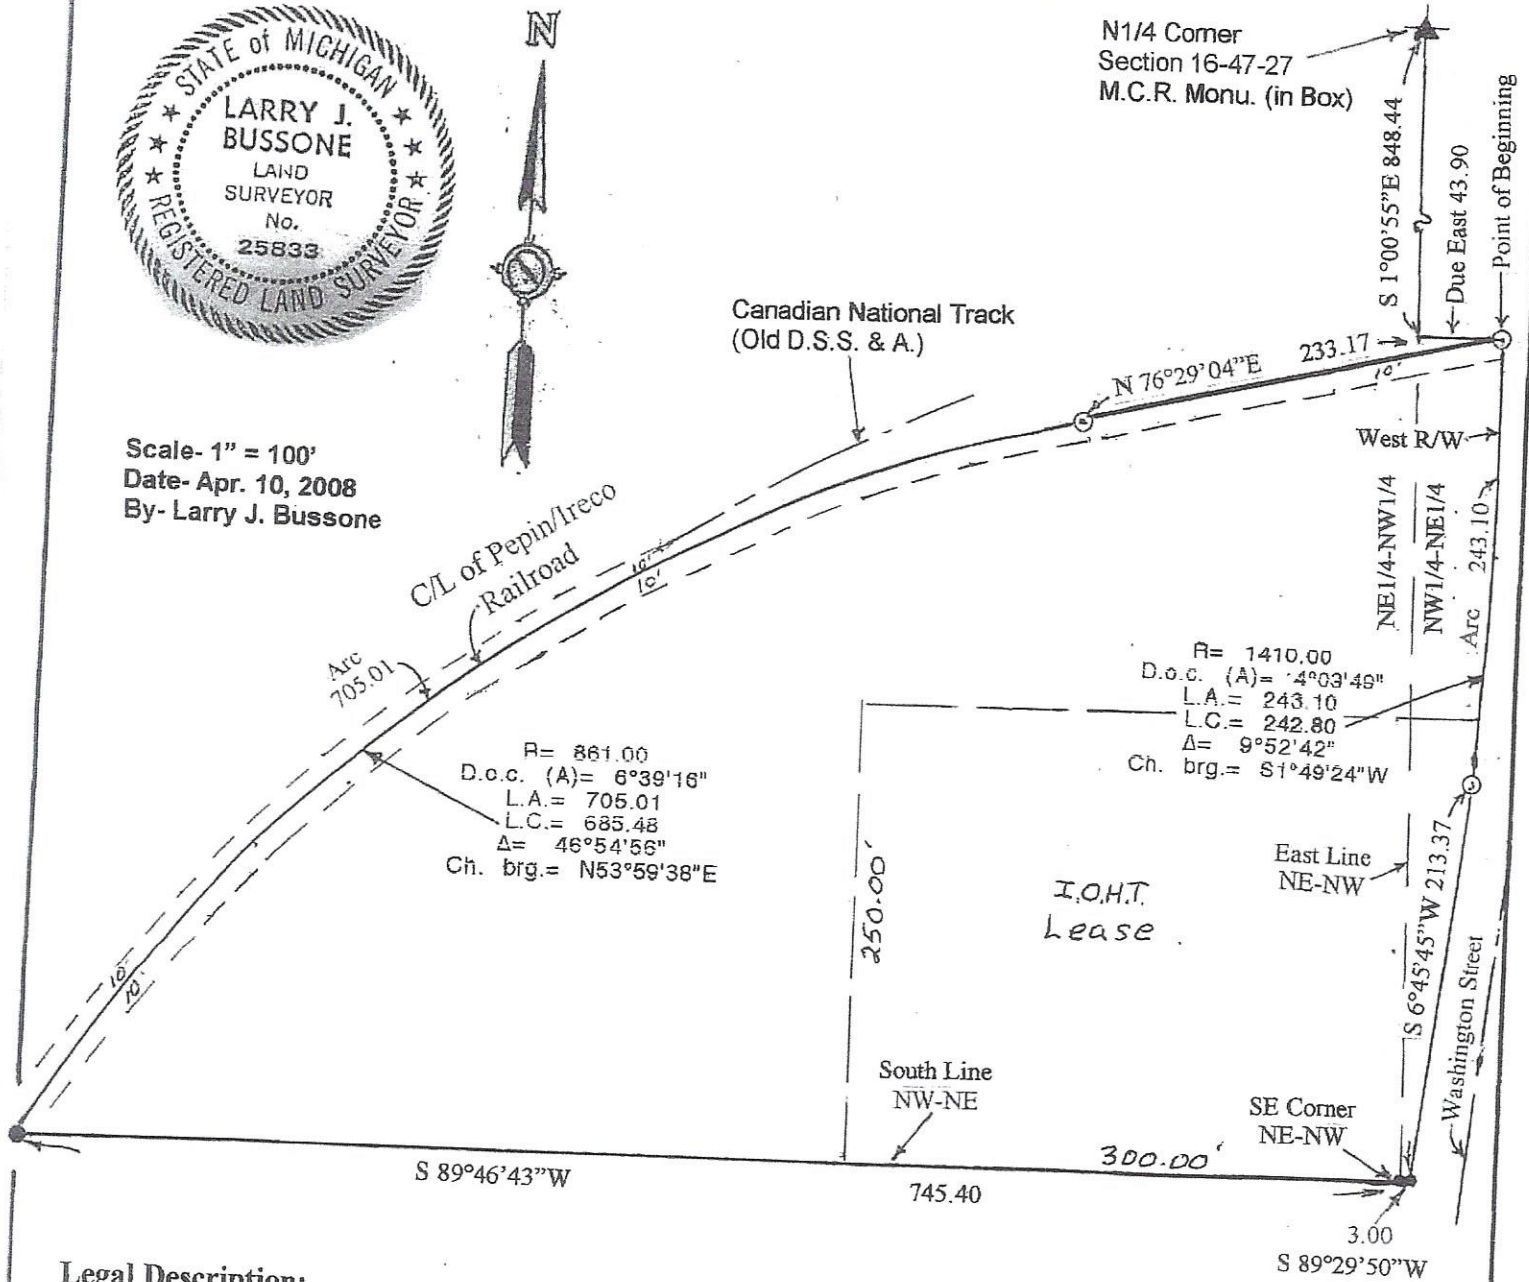 STATE of MICHIGAN
LARRY J.
BUSSONE
LAND
SURVEYOR
No.
25833
REGISTERED LAND SURVEYOR
N
N1/4 Corner
Section 16-47-27
M.C.R. Monu. (in Box)
S 1°00'55"E 848.44
Due East 43.90
Point of Beginning
Canadian National Track
(Old D.S.S. & A.)
N 76°29'04"E
233.17
10'
West R/W
Scale- 1" = 100'
Date- Apr. 10, 2008
By- Larry J. Bussone
C/L of Pepin/Ireco
Railroad
10'
10'
NE1/4-NW1/4
NW1/4-NE1/4
Arc 243.10
Arc
705.01
R= 1410.00
D.o.c. (A)= 4°03'49"
L.A.= 243.10
L.C.= 242.80
Δ= 9°52'42"
Ch. brg.= S1°49'24"W
R= 861.00
D.o.c. (A)= 6°39'16"
L.A.= 705.01
L.C.= 685.48
Δ= 46°54'56"
Ch. brg.= N53°59'38"E
250.00'
I.O.H.T.
Lease
East Line
NE-NW
S 6°45'45"W 213.37
Washington Street
10'
10'
South Line
NW-NE
SE Corner
NE-NW
300.00'
S 89°46'43"W
745.40
3.00
S 89°29'50"W
Legal Description: